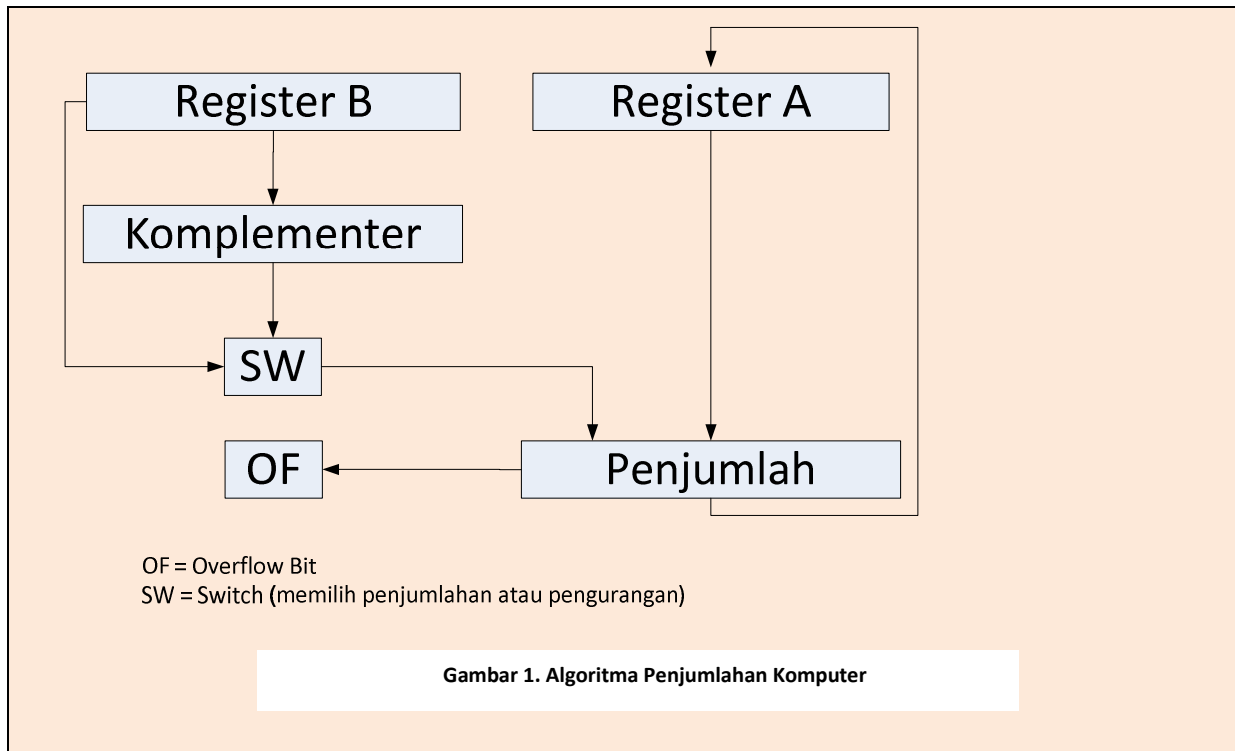 Register B
Register A
Komplementer
SW
OF
Penjumlah
OF = Overflow Bit
SW = Switch (memilih penjumlahan atau pengurangan)
Gambar 1. Algoritma Penjumlahan Komputer